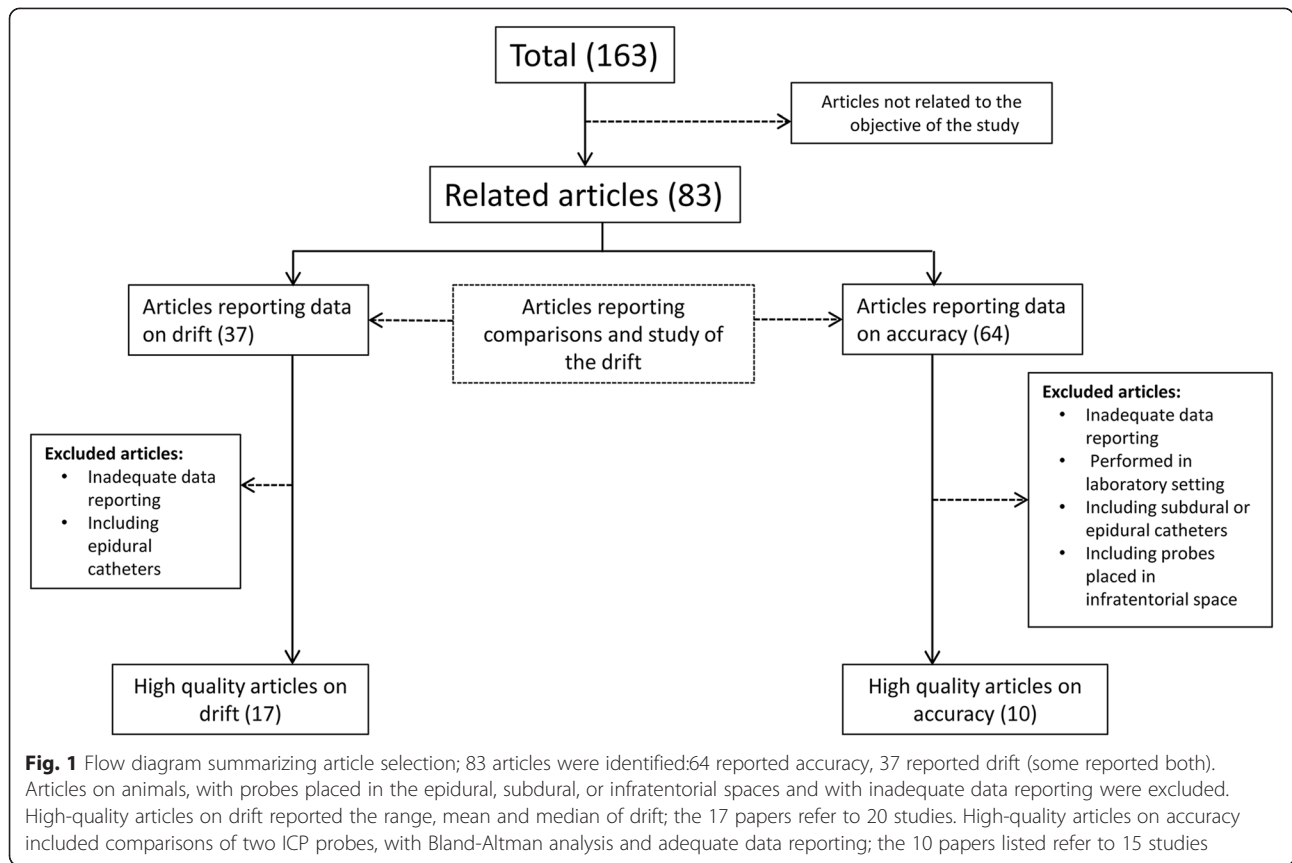 Total (163)
Articles not related to the
objective of the study
Related articles (83)
Articles reporting data
on drift (37)
Articles reporting
comparisons and study of
the drift
Articles reporting data
on accuracy (64)
Excluded articles:
• Inadequate data
reporting
• Including
epidural
catheters
Excluded articles:
• Inadequate data
reporting
• Performed in
laboratory setting
• Including subdural or
epidural catheters
• Including probes
placed in
infratentorial space
High quality articles on
drift (17)
High quality articles on
accuracy (10)
Fig. 1 Flow diagram summarizing article selection; 83 articles were identified:64 reported accuracy, 37 reported drift (some reported both).
Articles on animals, with probes placed in the epidural, subdural, or infratentorial spaces and with inadequate data reporting were excluded.
High-quality articles on drift reported the range, mean and median of drift; the 17 papers refer to 20 studies. High-quality articles on accuracy
included comparisons of two ICP probes, with Bland-Altman analysis and adequate data reporting; the 10 papers listed refer to 15 studies